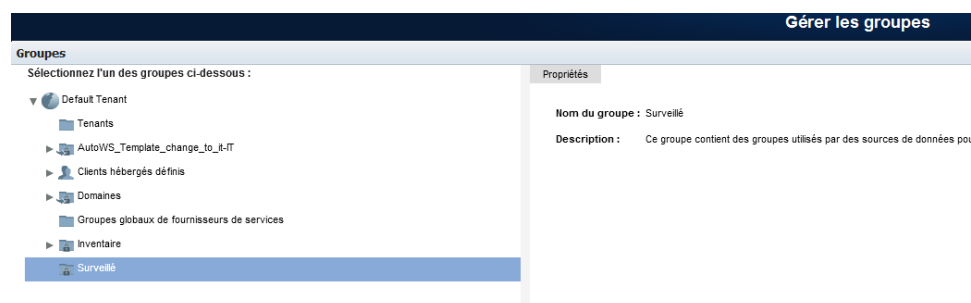 Gérer les groupes
Groupes
Sélectionnez l'un des groupes ci-dessous :
Default Tenant
Tenants
AutoWS_Template_change_to_it-IT
Clients hébergés définis
Domaines
Groupes globaux de fournisseurs de services
Inventaire
Surveillé
Propriétés
Nom du groupe : Surveillé
Description : Ce groupe contient des groupes utilisés par des sources de données pou